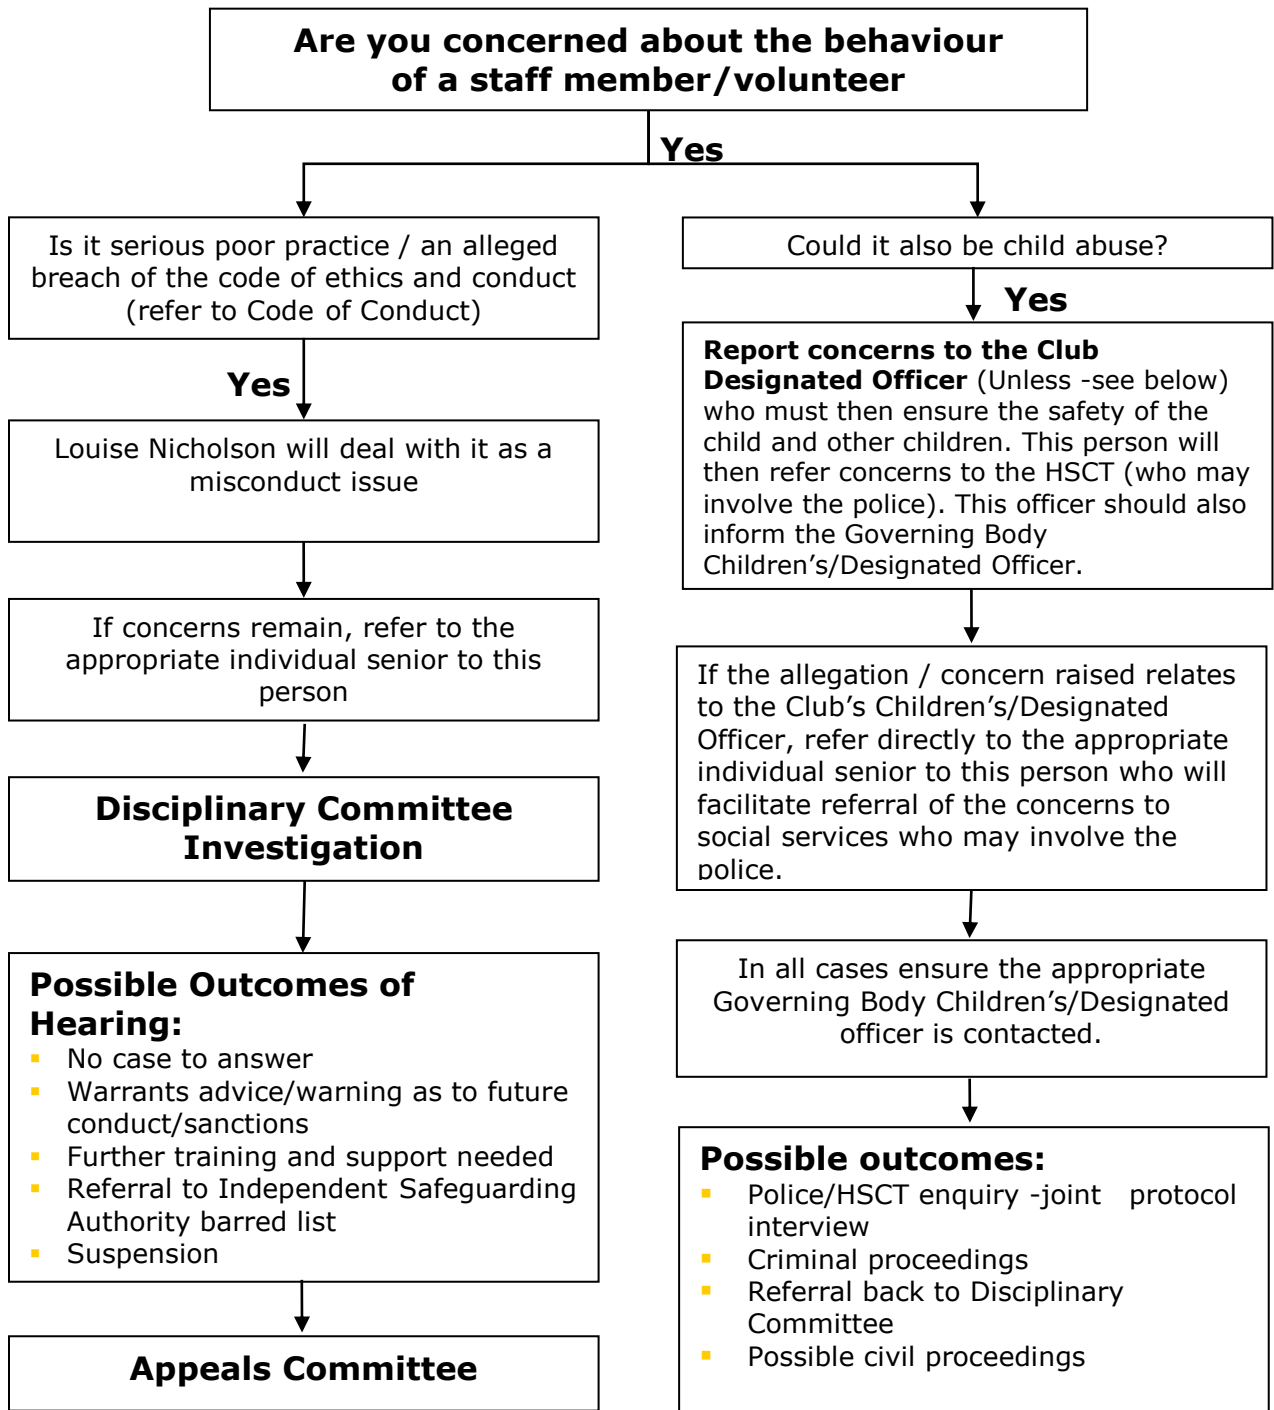 Are you concerned about the behaviour
of a staff member/volunteer
Yes
Is it serious poor practice / an alleged
breach of the code of ethics and conduct
(refer to Code of Conduct)
Yes
Louise Nicholson will deal with it as a
misconduct issue
If concerns remain, refer to the
appropriate individual senior to this
person
Disciplinary Committee
Investigation
Possible Outcomes of
Hearing:
▪ No case to answer
▪ Warrants advice/warning as to future
conduct/sanctions
▪ Further training and support needed
▪ Referral to Independent Safeguarding
Authority barred list
▪ Suspension
Appeals Committee
Could it also be child abuse?
Yes
Report concerns to the Club
Designated Officer (Unless -see below)
who must then ensure the safety of the
child and other children. This person will
then refer concerns to the HSCT (who may
involve the police). This officer should also
inform the Governing Body
Children’s/Designated Officer.
If the allegation / concern raised relates
to the Club’s Children’s/Designated
Officer, refer directly to the appropriate
individual senior to this person who will
facilitate referral of the concerns to
social services who may involve the
police.
In all cases ensure the appropriate
Governing Body Children’s/Designated
officer is contacted.
Possible outcomes:
▪ Police/HSCT enquiry -joint protocol
interview
▪ Criminal proceedings
▪ Referral back to Disciplinary
Committee
▪ Possible civil proceedings